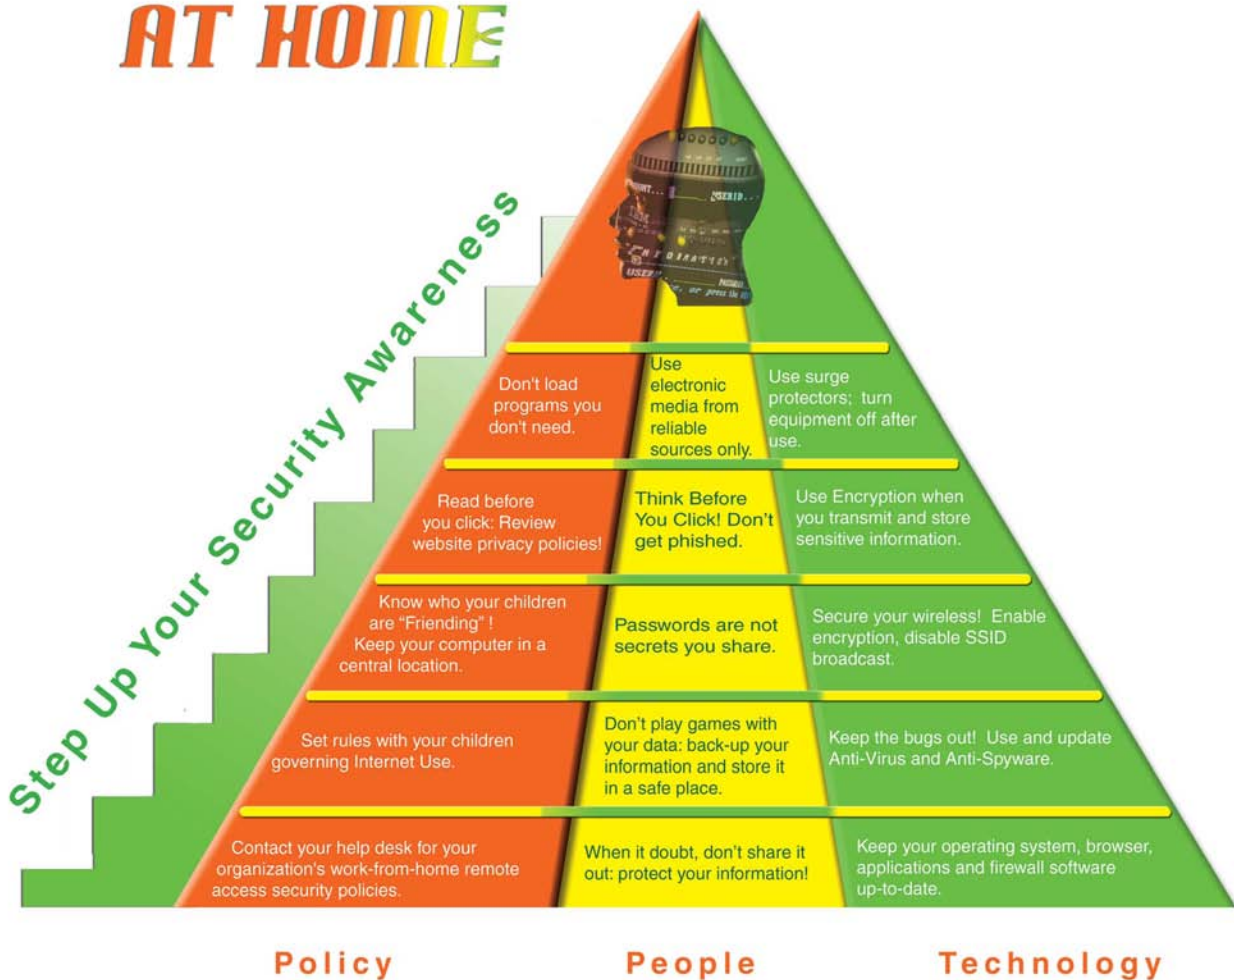 AT HOME
Step Up Your Security Awareness
USERID...
Don't load
programs you
don't need.
Use
electronic
media from
reliable
sources only.
Use surge
protectors; turn
equipment off after
use.
Read before
you click: Review
website privacy policies!
Think Before
You Click! Don't
get phished.
Use Encryption when
you transmit and store
sensitive information.
Know who your children
are “Friending” !
Keep your computer in a
central location.
Passwords are not
secrets you share.
Secure your wireless! Enable
encryption, disable SSID
broadcast.
Set rules with your children
governing Internet Use.
Don't play games with
your data: back-up your
information and store it
in a safe place.
Keep the bugs out! Use and update
Anti-Virus and Anti-Spyware.
Contact your help desk for your
organization's work-from-home remote
access security policies.
When it doubt, don't share it
out: protect your information!
Keep your operating system, browser,
applications and firewall software
up-to-date.
Policy
People
Technology